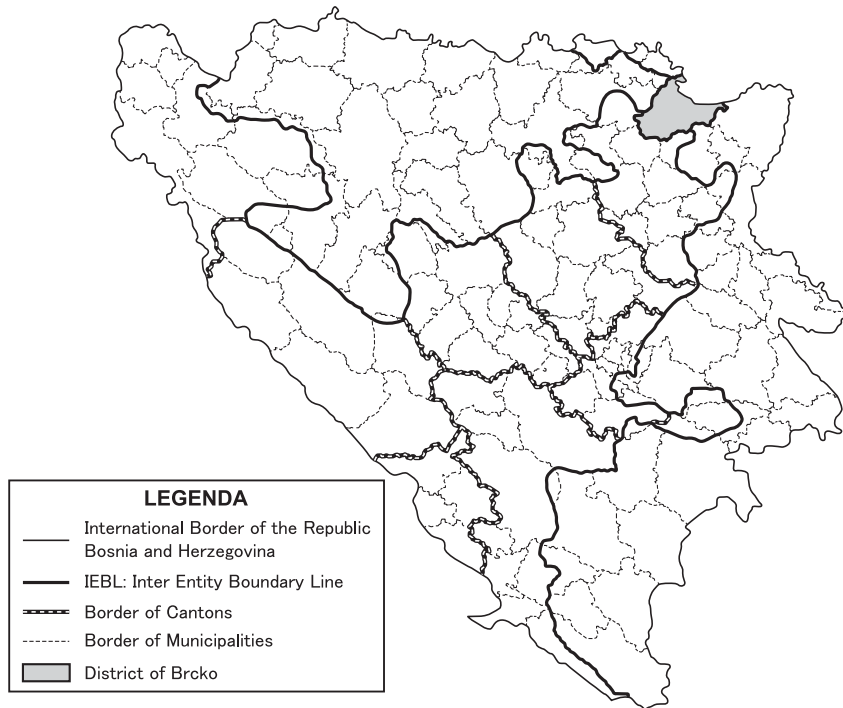 LEGENDA
International Border of the Republic
Bosnia and Herzegovina
IEBL: Inter Entity Boundary Line
Border of Cantons
Border of Municipalities
District of Brcko